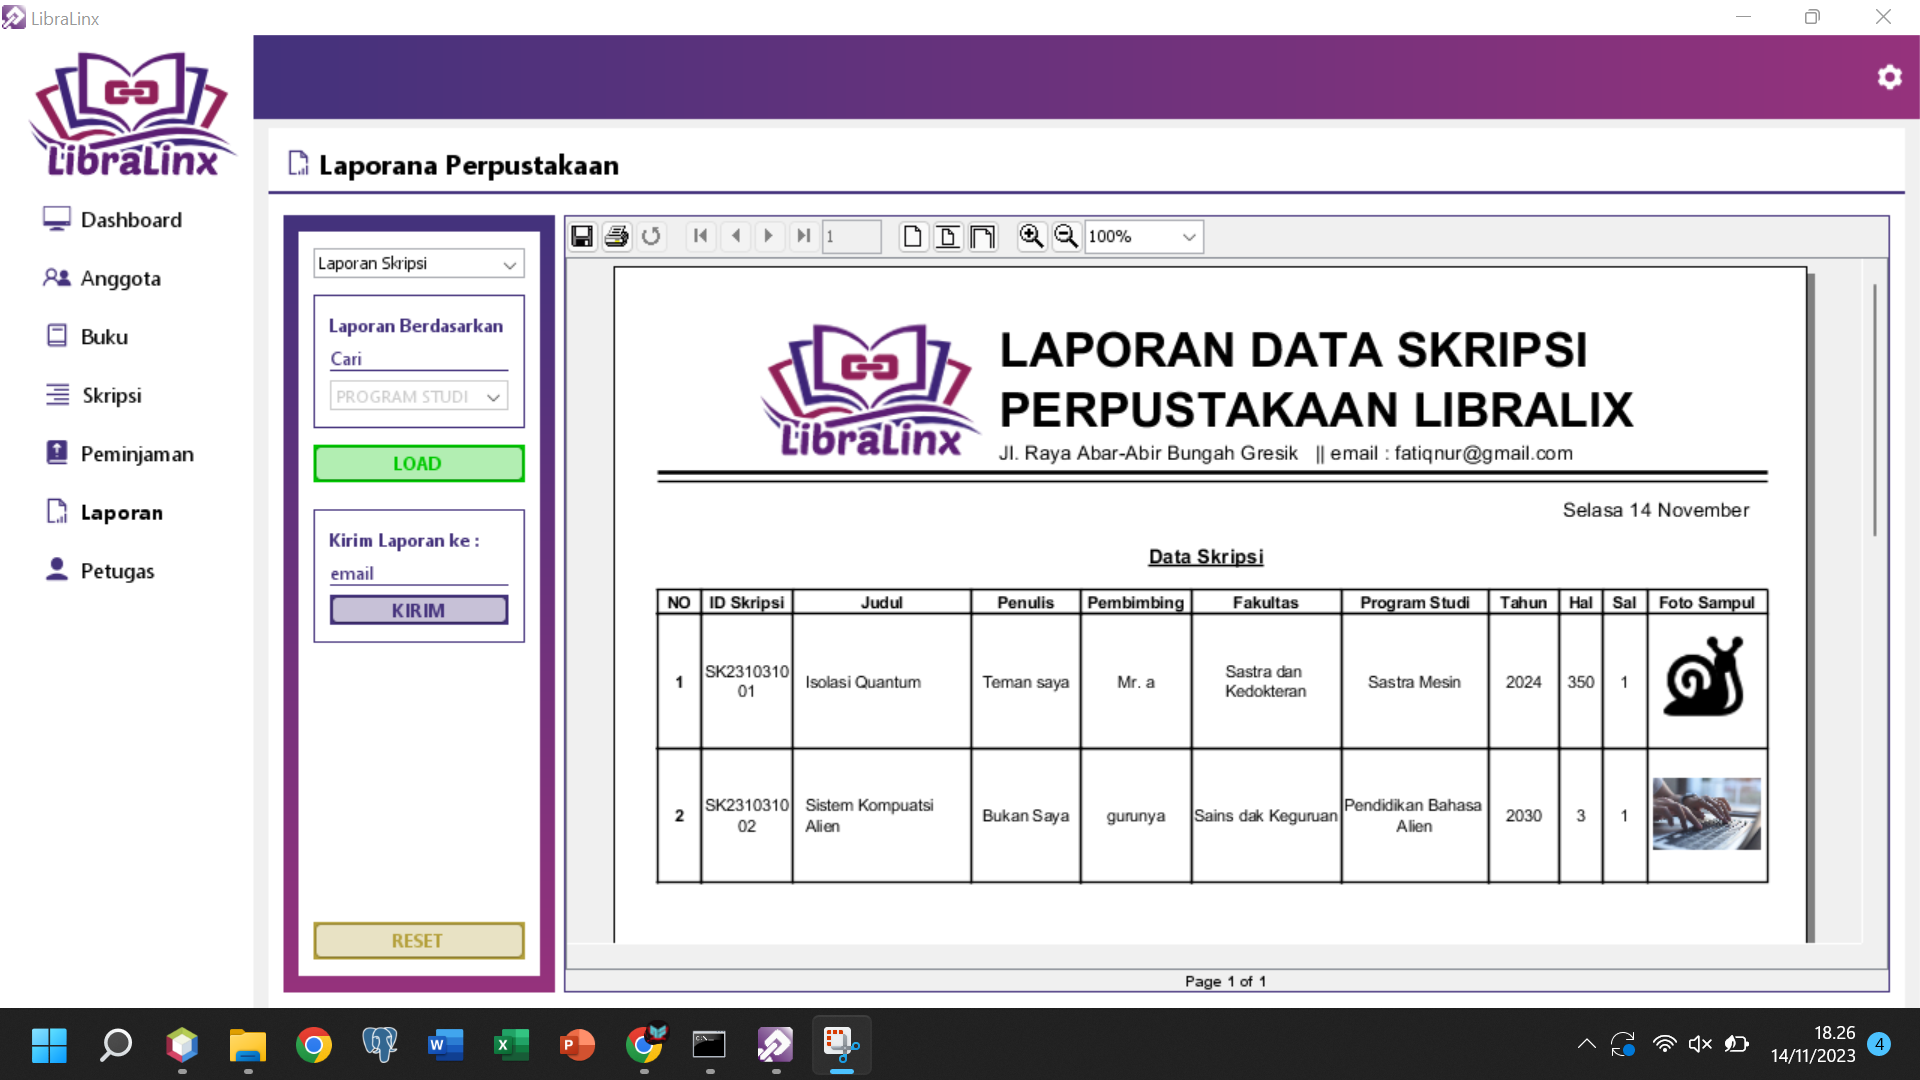 LibraLinx
LibraLinx
Dashboard
Anggota
Buku
Skripsi
Peminjaman
Laporan
Petugas
Laporana Perpustakaan
Laporan Skripsi
Laporan Berdasarkan
Cari
PROGRAM STUDI
LOAD
Kirim Laporan ke :
email
KIRIM
RESET
1
100%
LibraLinx
LAPORAN DATA SKRIPSI
PERPUSTAKAAN LIBRALIX
Jl. Raya Abar-Abir Bungah Gresik || email : fatiqnur@gmail.com
Selasa 14 November
Data Skripsi
NO ID Skripsi Judul Penulis Pembimbing Fakultas Program Studi Tahun Hal Sal Foto Sampul
1 SK2310310 01 Isolasi Quantum Teman saya Mr. a Sastra dan Kedokteran Sastra Mesin 2024 350 1
2 SK2310310 02 Sistem Kompuatsi Alien Bukan Saya gurunya Sains dak Keguruan Pendidikan Bahasa Alien 2030 3 1
Page 1 of 1
18.26
14/11/2023
4